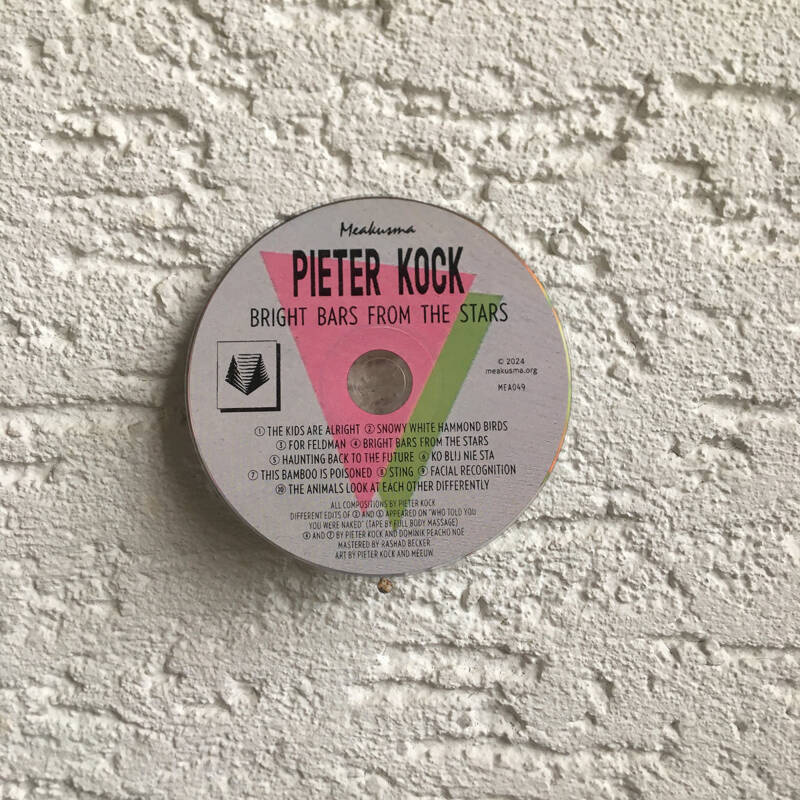 Meakusma
PIETER KOCK
BRIGHT BARS FROM THE STARS
© 2024
meakusma.org
MEA049
① THE KIDS ARE ALRIGHT ② SNOWY WHITE HAMMOND BIRDS
③ FOR FELDMAN ④ BRIGHT BARS FROM THE STARS
⑤ HAUNTING BACK TO THE FUTURE ⑥ KO BLIJ NIE STA
⑦ THIS BAMBOO IS POISONED ⑧ STING ⑨ FACIAL RECOGNITION
⑩ THE ANIMALS LOOK AT EACH OTHER DIFFERENTLY
ALL COMPOSITIONS BY PIETER KOCK
DIFFERENT EDITS OF AND APPEARED ON "WHO TOLD YOU
YOU WERE NAKED" (TAPE BY FULL BODY MASSAGE)
AND BY PIETER KOCK AND DOMINIK PEACHO NOE
MASTERED BY RASHAD BECKER
ART BY PIETER KOCK AND MEEUW